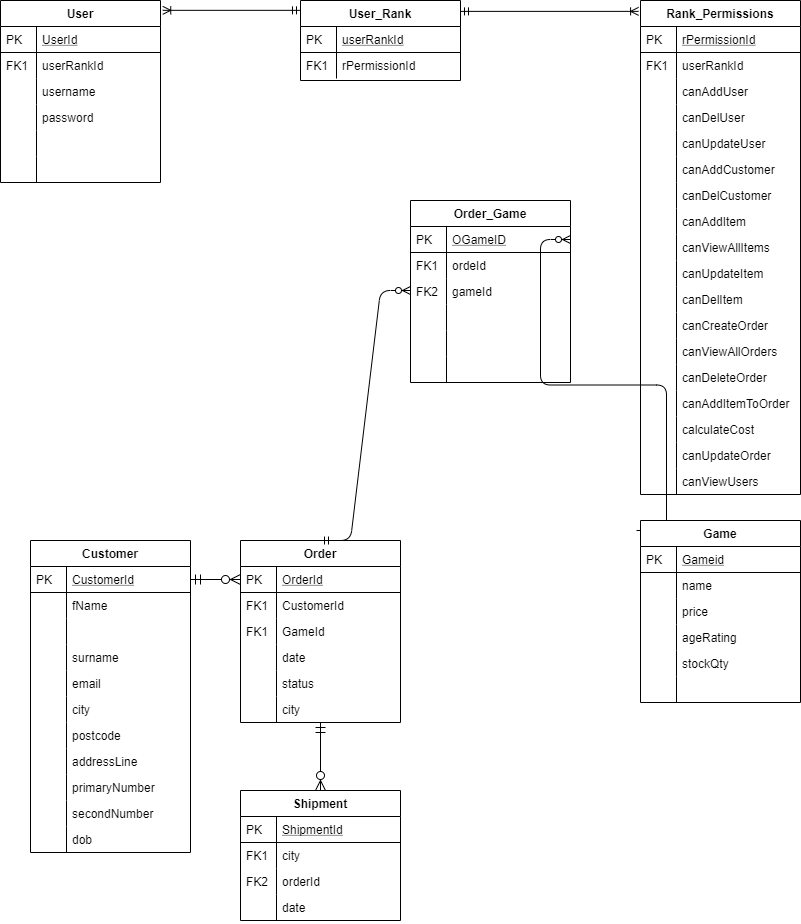 User
PK UserId
FK1 userRankId
username
password
User_Rank
PK userRankId
FK1 rPermissionId
Rank_Permissions
PK rPermissionId
FK1 userRankId
canAddUser
canDelUser
canUpdateUser
canAddCustomer
canDelCustomer
canAddItem
canViewAllItems
canUpdateItem
canDelItem
canCreateOrder
canViewAllOrders
canDeleteOrder
canAddItemToOrder
calculateCost
canUpdateOrder
canViewUsers
Order_Game
PK OGameID
FK1 ordeId
FK2 gameId
Customer
PK CustomerId
fName
surname
email
city
postcode
addressLine
primaryNumber
secondNumber
dob
Order
PK OrderId
FK1 CustomerId
FK1 GameId
date
status
city
Game
PK Gameid
name
price
ageRating
stockQty
Shipment
PK ShipmentId
FK1 city
FK2 orderId
date